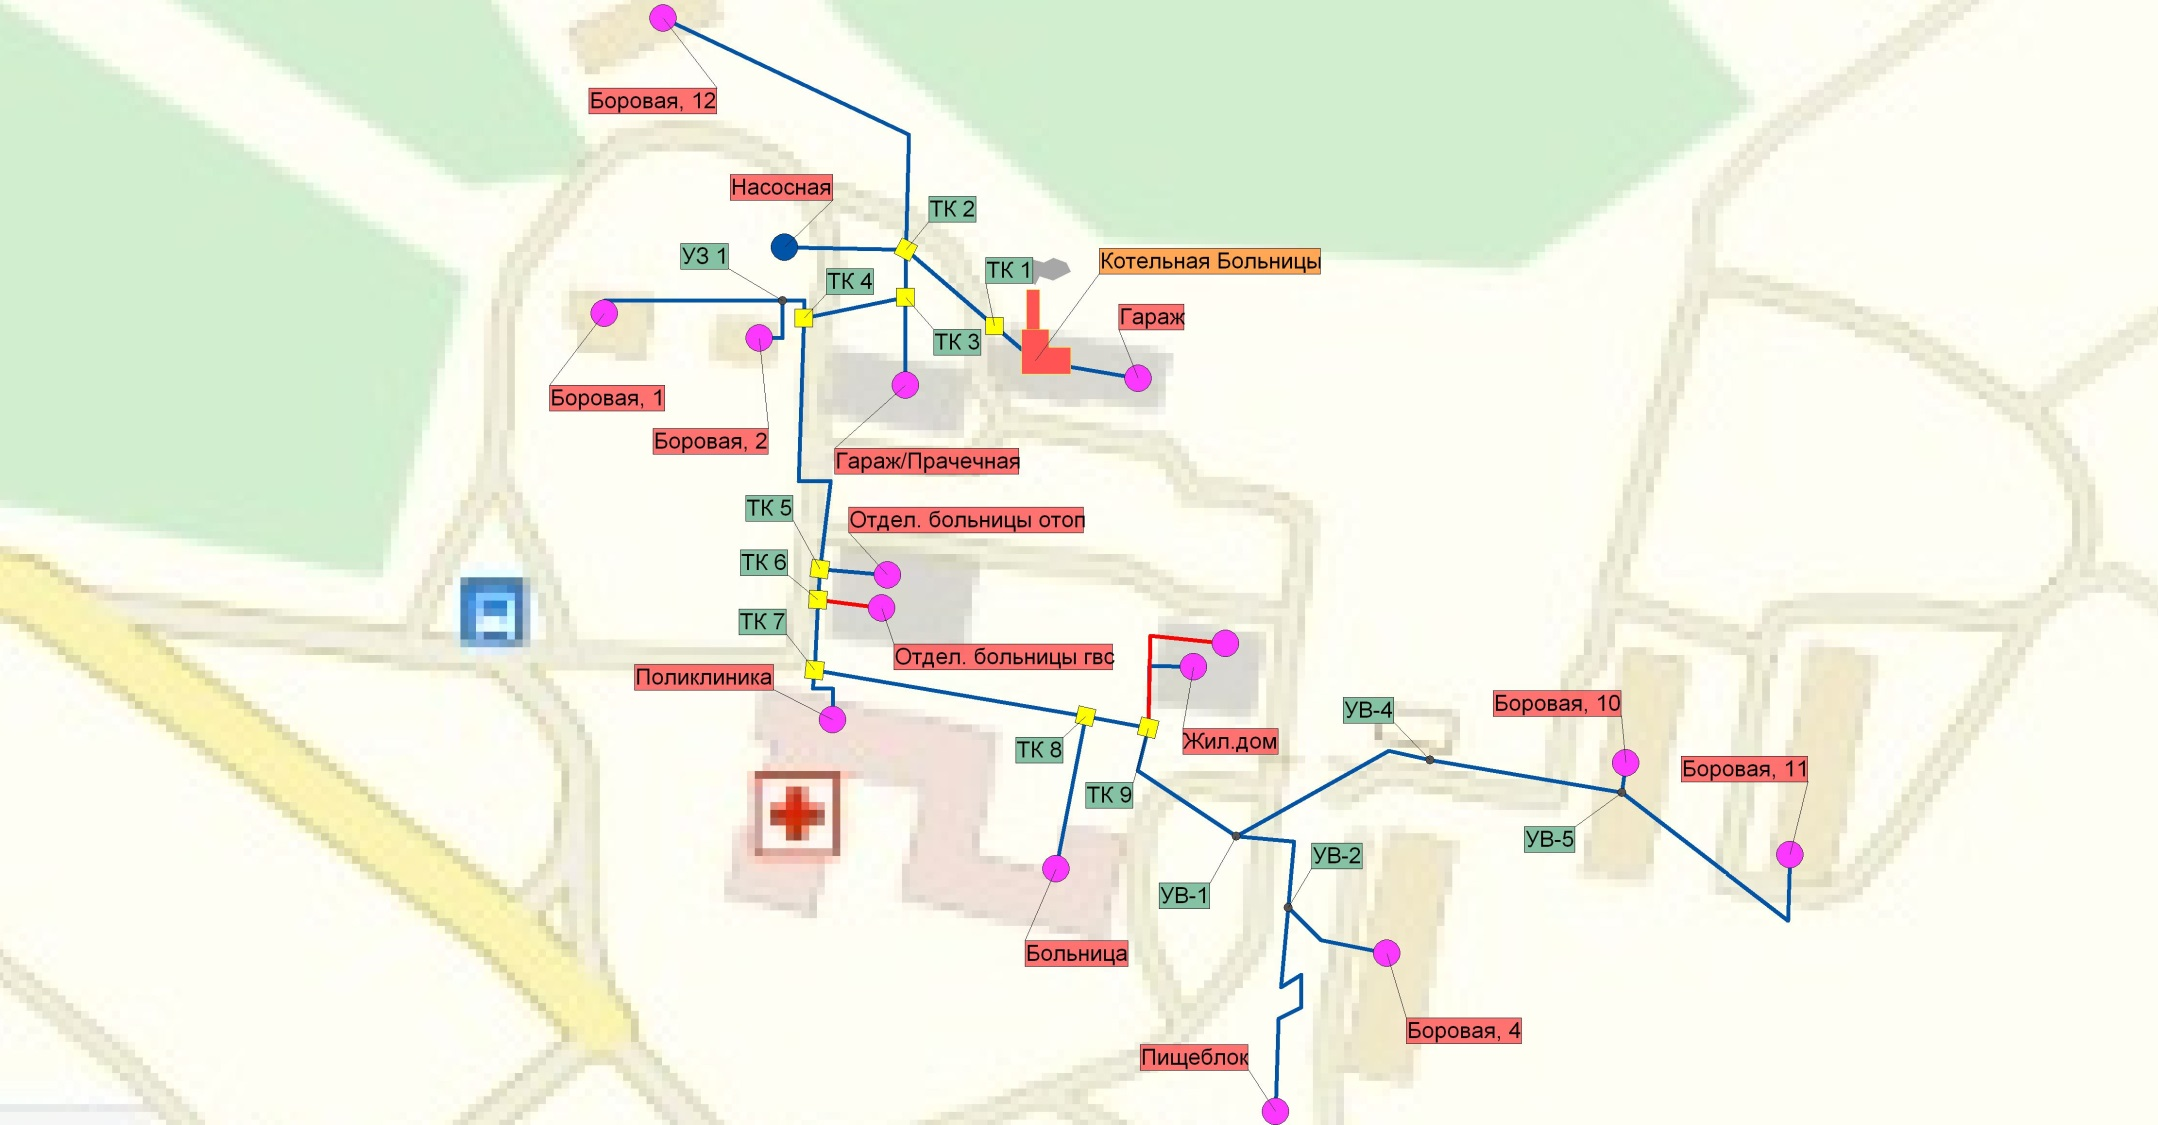 Боровая, 12
Насосная
ТК 2
УЗ 1
ТК 4
ТК 1
Котельная Больницы
Гараж
ТК 3
Боровая, 1
Боровая, 2
Гараж/Прачечная
ТК 5
Отдел. больницы отоп
ТК 6
ТК 7
Отдел. больницы гвс
Поликлиника
Жил.дом
ТК 8
ТК 9
УВ-4
Боровая, 10
Боровая, 11
УВ-5
УВ-2
УВ-1
Больница
Боровая, 4
Пищеблок